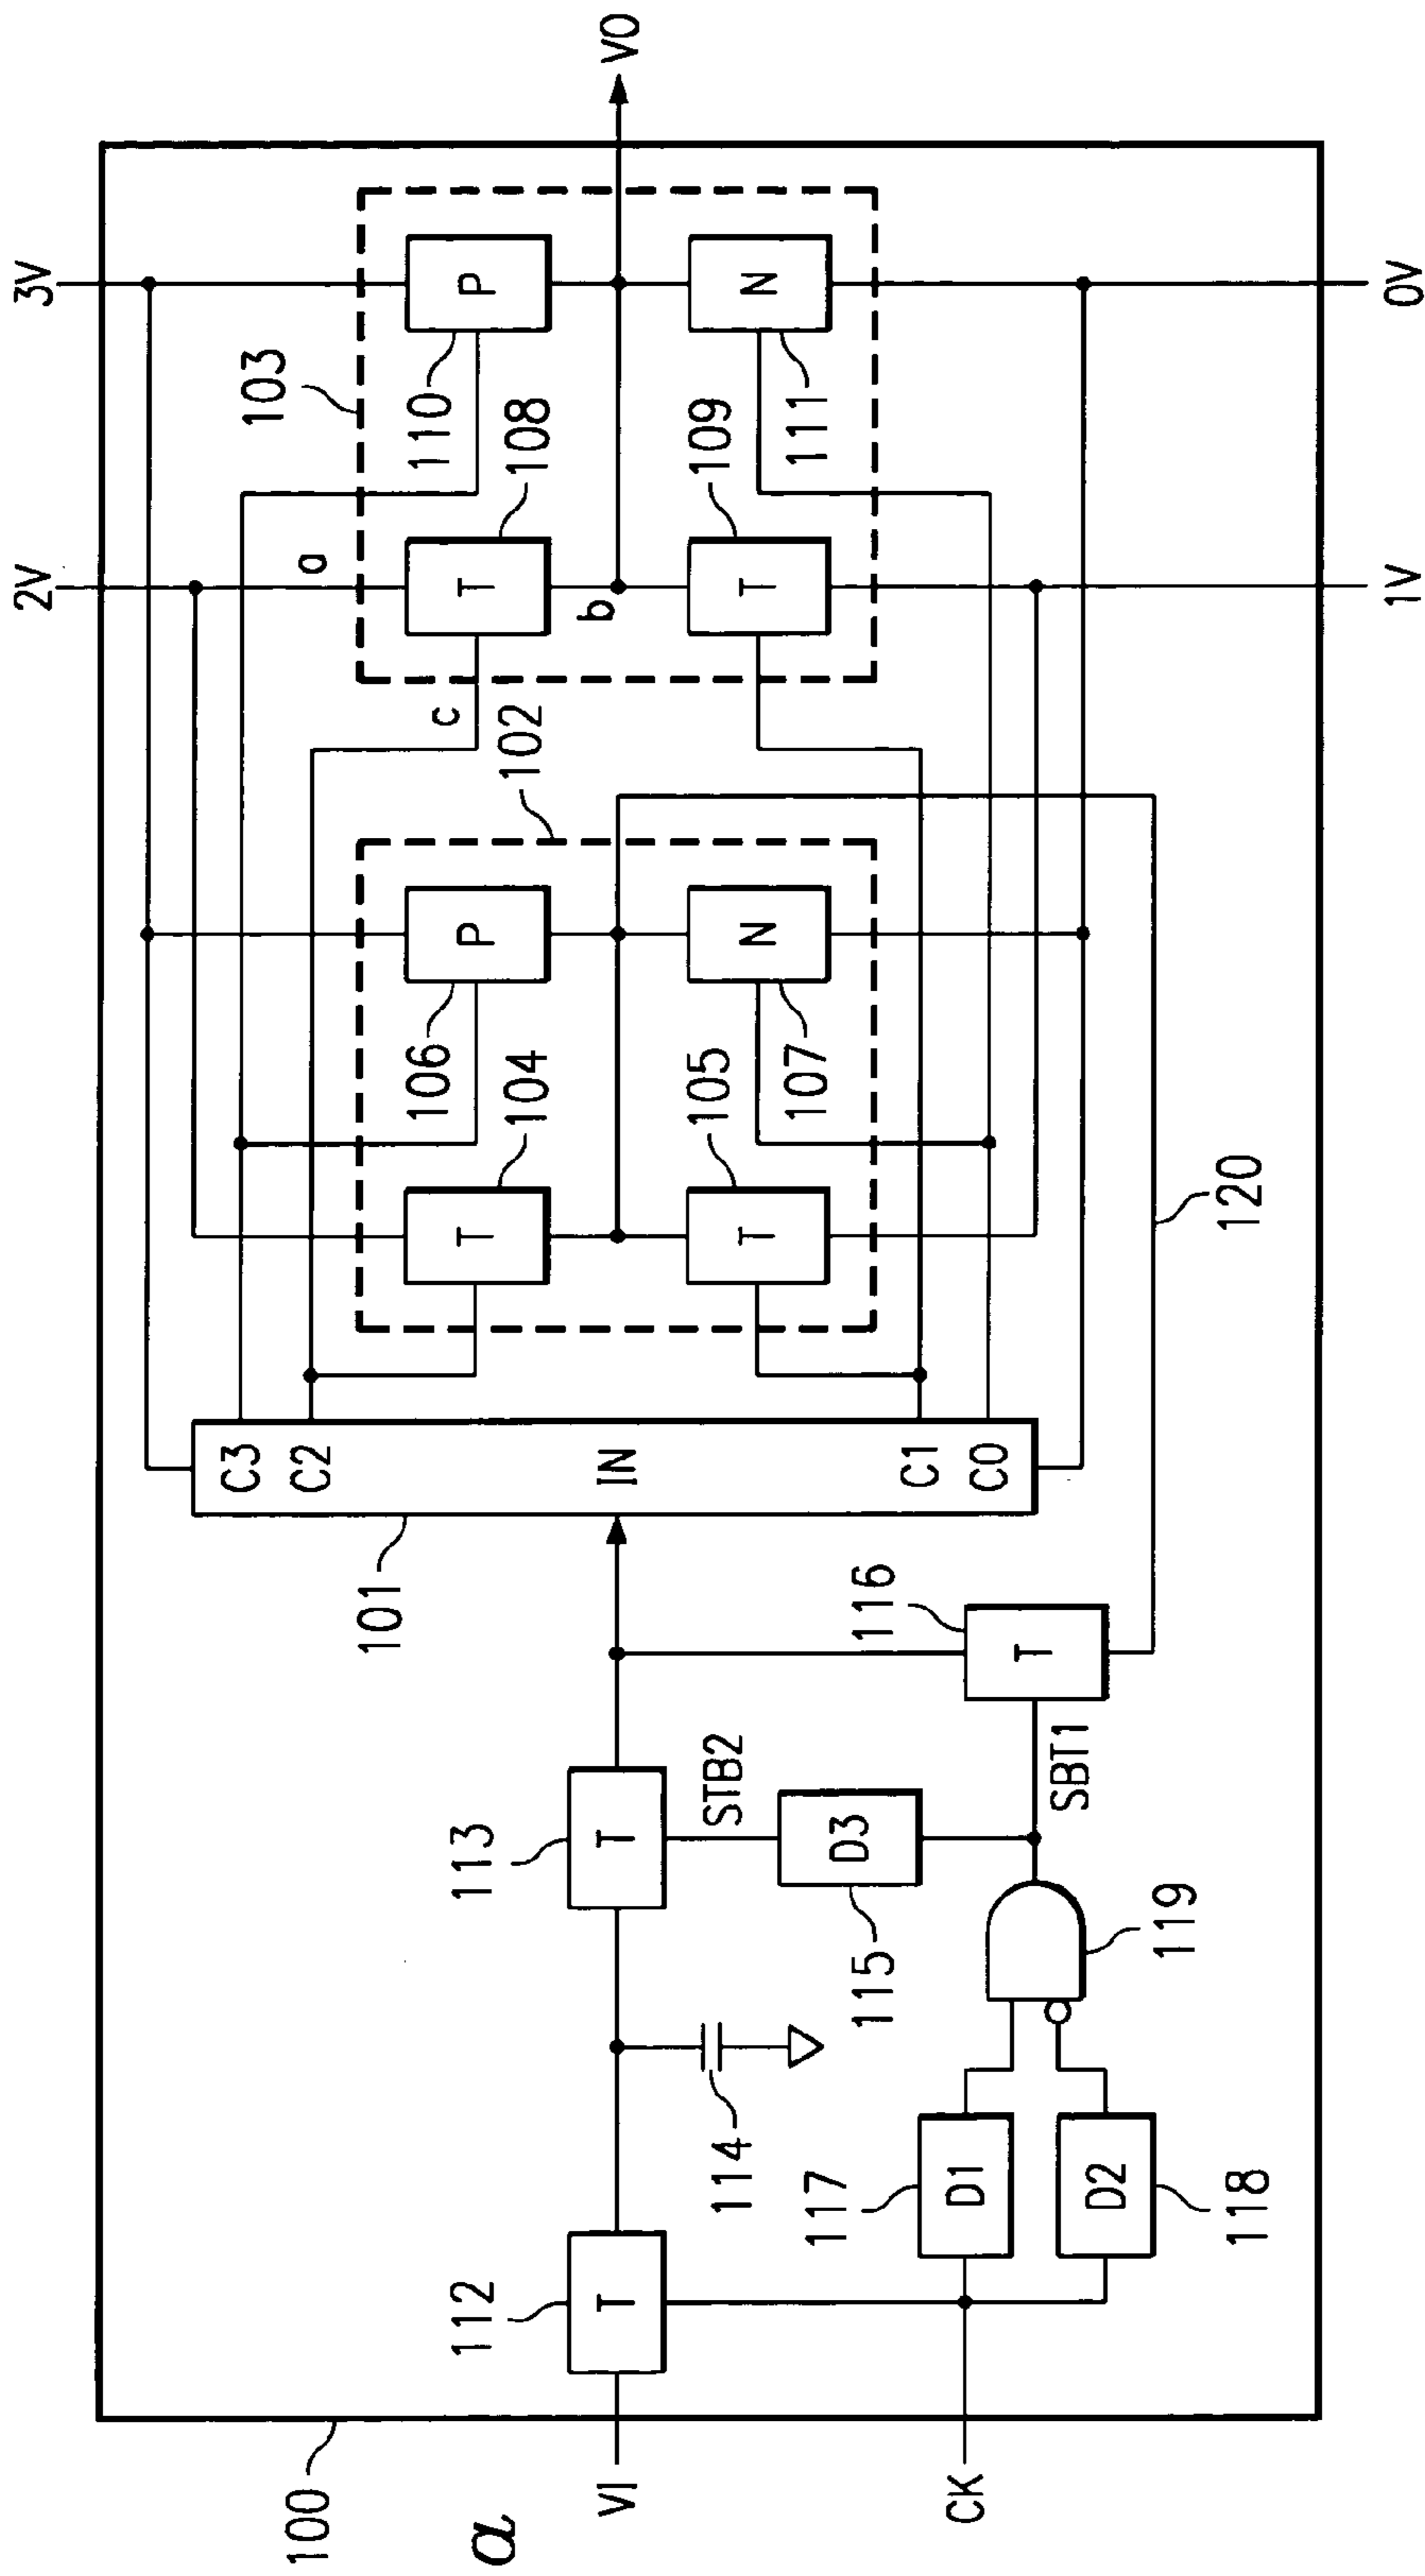 2V
3V
103
a
110
P
T
108
b
VO
c
102
109
T
N
111
106
P
T
104
105
T
N
107
101
C3
C2
IN
C1
C0
1V
0V
120
116
T
113
T
STB2
SBT1
115
D3
119
114
112
T
117
D1
D2
118
100
VI
CK
a